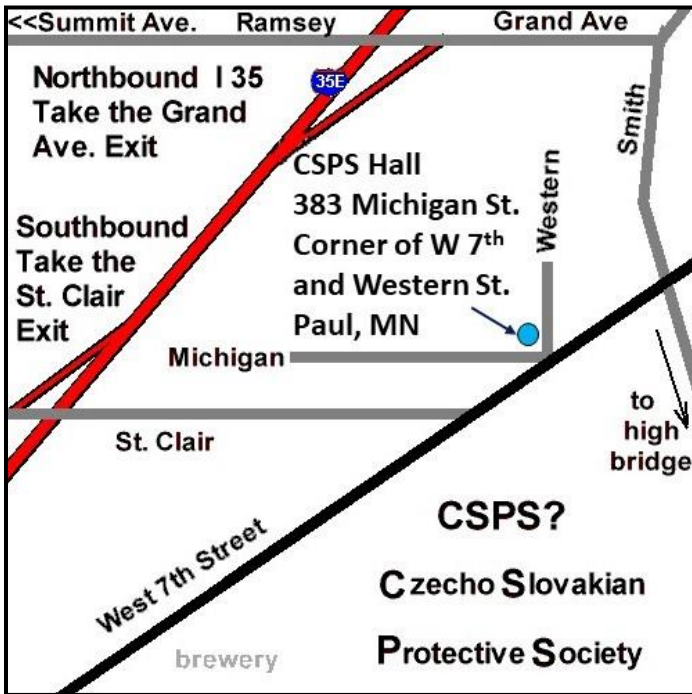 <<Summit Ave.
Ramsey
Grand Ave
Northbound I 35
Take the Grand
Ave. Exit
35E
Smith
CSPS Hall
383 Michigan St.
Corner of W 7th
and Western St.
Paul, MN
Western
Southbound
Take the
St. Clair
Exit
Michigan
St. Clair
to
high
bridge
West 7th Street
CSPS?
Czecho Slovakian
Protective Society
brewery